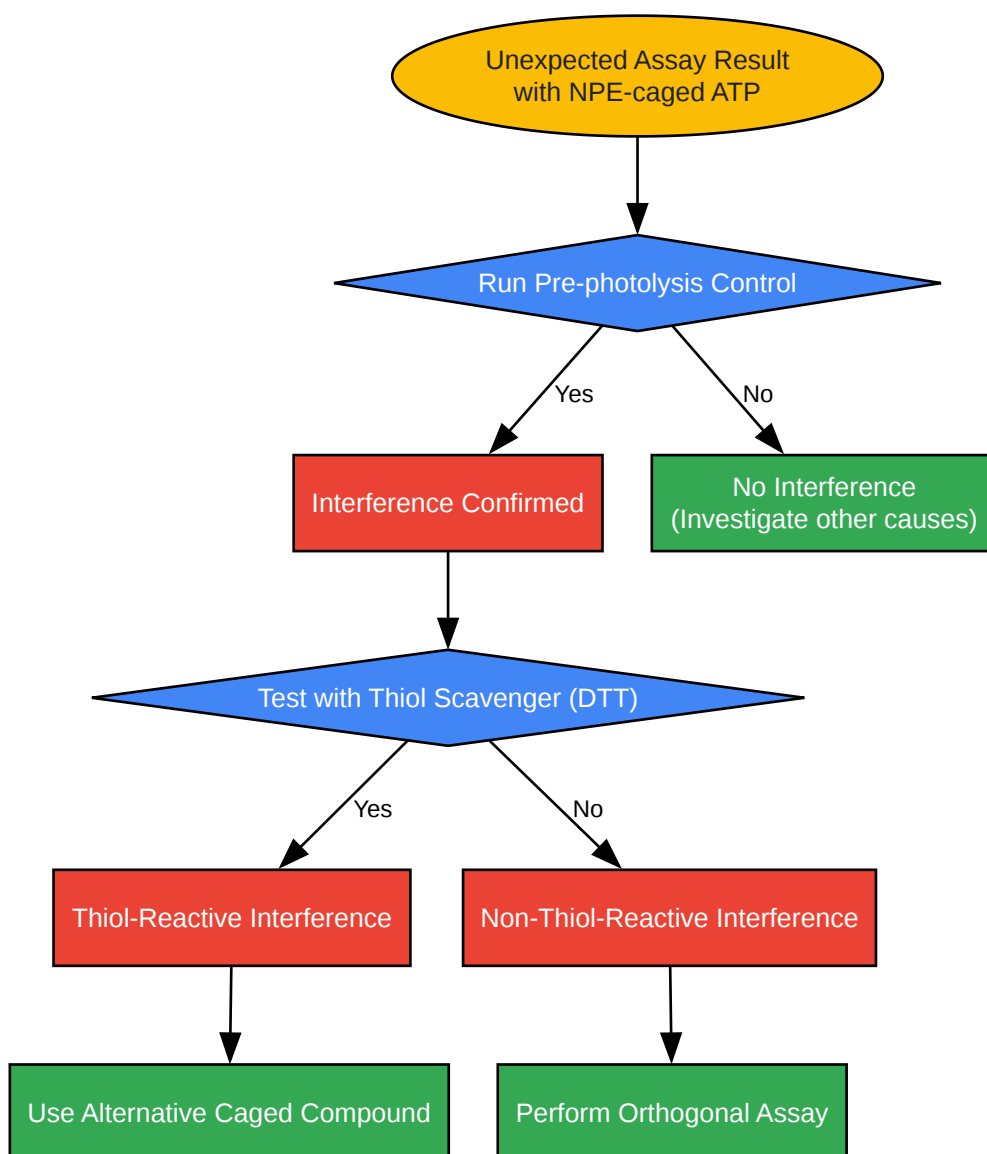 Unexpected Assay Result
with NPE-caged ATP
Run Pre-photolysis Control
Yes
No
Interference Confirmed
No Interference
(Investigate other causes)
Test with Thiol Scavenger (DTT)
Yes
No
Thiol-Reactive Interference
Non-Thiol-Reactive Interference
Use Alternative Caged Compound
Perform Orthogonal Assay